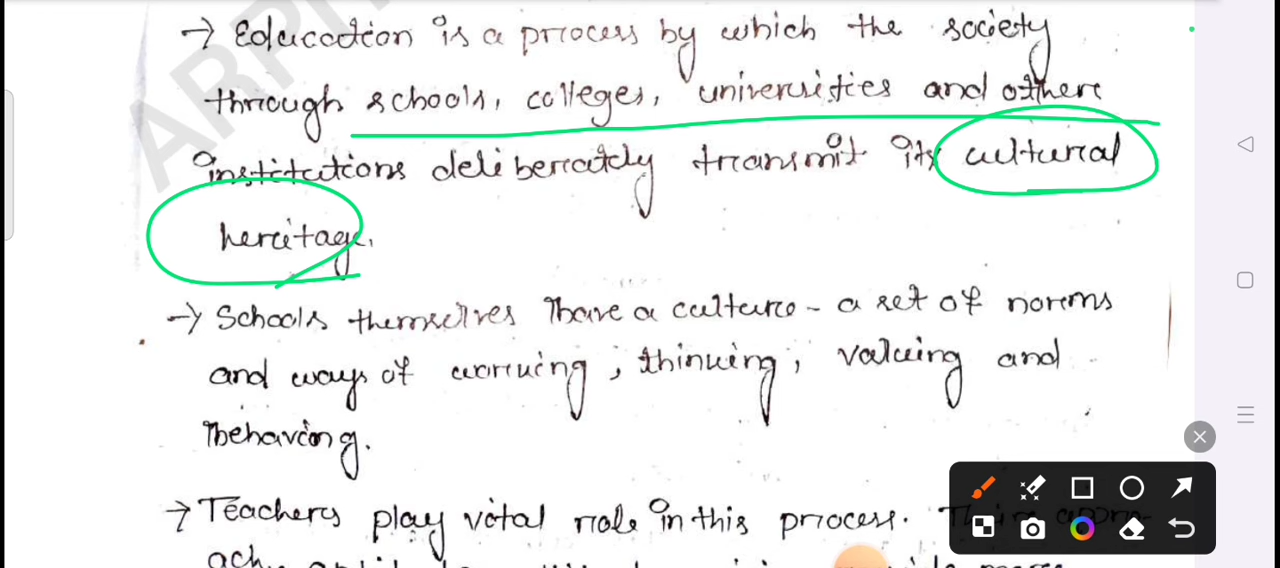 ARPI
→ Education is a process by which the society
through schools, colleges, universities and other
institutions deliberately transmit its cultural
heritage.
→ Schools themselves have a culture - a set of norms
and ways of working, thinking, valuing and
behaving.
→ Teachers play vital role in this process.